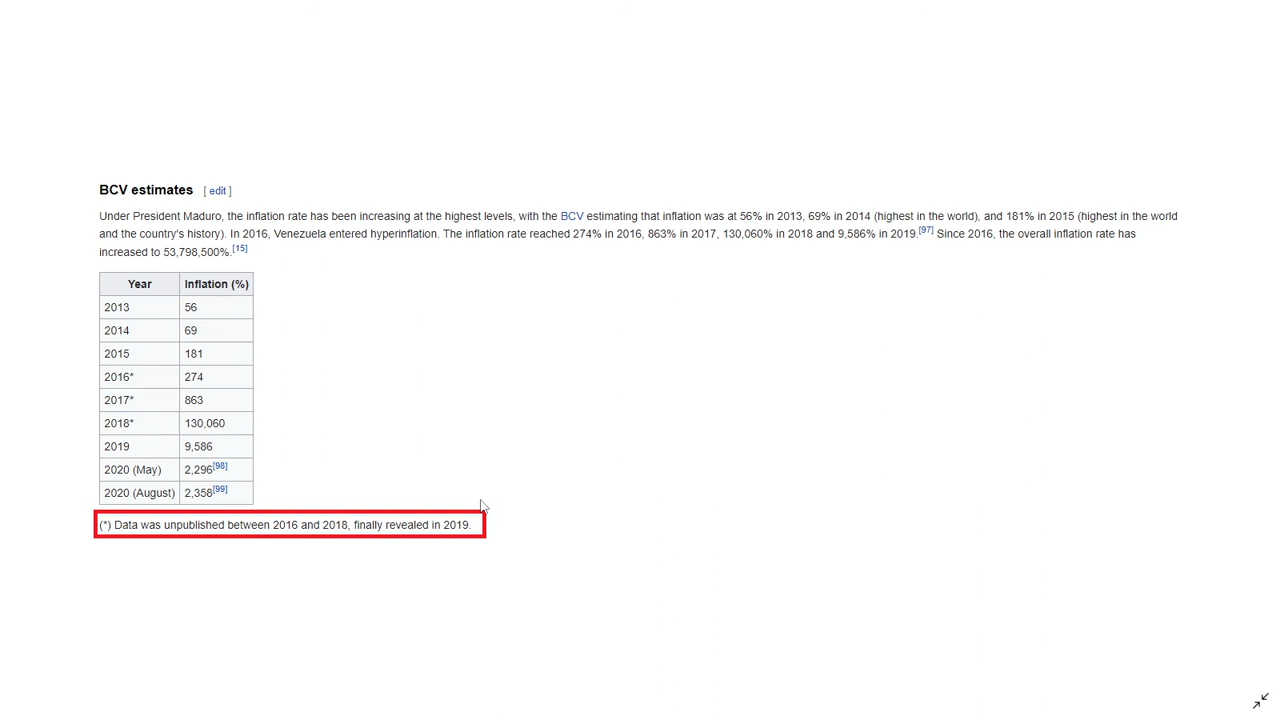 BCV estimates [ edit ]
Under President Maduro, the inflation rate has been increasing at the highest levels, with the BCV estimating that inflation was at 56% in 2013, 69% in 2014 (highest in the world), and 181% in 2015 (highest in the world
and the country's history). In 2016, Venezuela entered hyperinflation. The inflation rate reached 274% in 2016, 863% in 2017, 130,060% in 2018 and 9,586% in 2019.[97] Since 2016, the overall inflation rate has
increased to 53,798,500%.[15]
Year Inflation (%)
2013 56
2014 69
2015 181
2016* 274
2017* 863
2018* 130,060
2019 9,586
2020 (May) 2,296[98]
2020 (August) 2,358[99]
(*) Data was unpublished between 2016 and 2018, finally revealed in 2019.